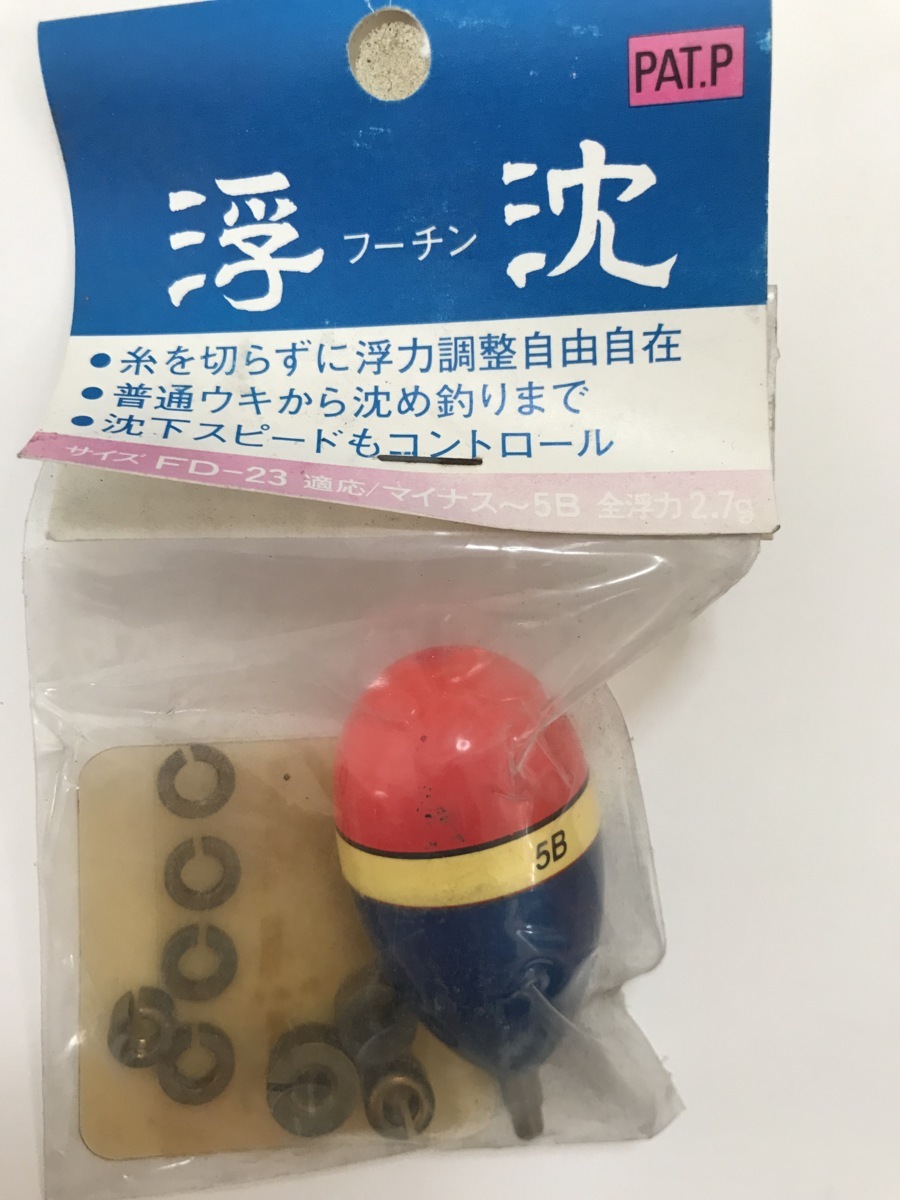 PAT.P
浮 フーチン 沈
●糸を切らずに浮力調整自由自在
●普通ウキから沈め釣りまで
●沈下スピードもコントロール
サイズ FD-23 適応/マイナス〜5B 全浮力2.7g
5B